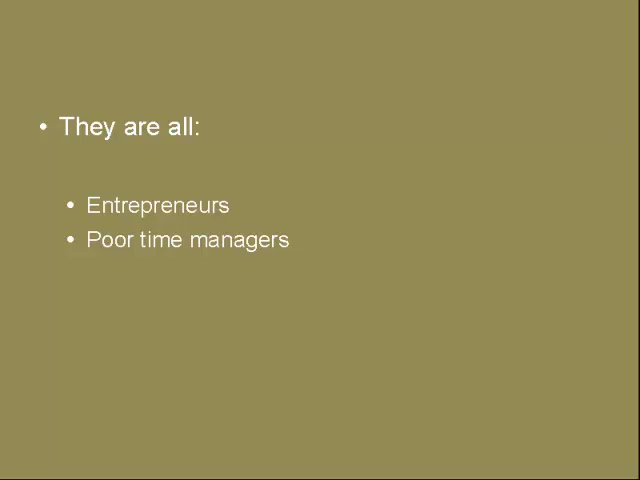 • They are all:
• Entrepreneurs
• Poor time managers